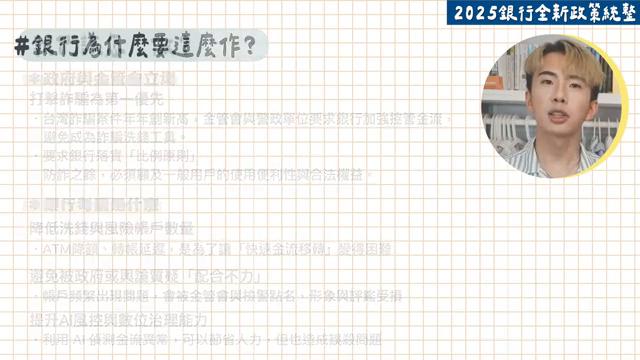 2025銀行全新政策統整
#銀行為什麼要這麼作?
*政府與金管會立場
打擊詐騙為第一優先
・台灣詐騙案件年年創新高，金管會與警政單位要求銀行加強控管金流，
避免成為詐騙洗錢工具。
・要求銀行落實「比例原則」
防詐之餘，必須顧及一般用戶的使用便利性與合法權益。
*銀行考量是什麼
降低洗錢與風險帳戶數量
・ATM降額、轉帳延遲，是為了讓「快速金流移轉」變得困難
避免被政府或輿論質疑「配合不力」
・帳戶頻繁出現問題，會被金管會與檢警點名，形象與評鑑受損
提升AI風控與數位治理能力
・利用 AI 偵測金流異常，可以節省人力，但也造成誤殺問題